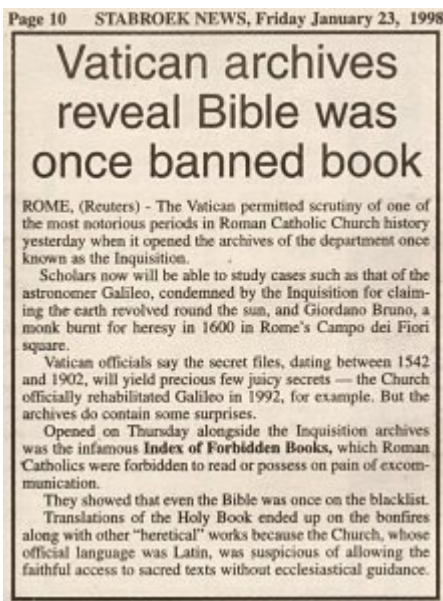 Page 10 STABROEK NEWS, Friday January 23, 1998
Vatican archives
reveal Bible was
once banned book
ROME, (Reuters) - The Vatican permitted scrutiny of one of
the most notorious periods in Roman Catholic Church history
yesterday when it opened the archives of the department once
known as the Inquisition.
Scholars now will be able to study cases such as that of the
astronomer Galileo, condemned by the Inquisition for claim-
ing the earth revolved round the sun, and Giordano Bruno, a
monk burnt for heresy in 1600 in Rome's Campo dei Fiori
square.
Vatican officials say the secret files, dating between 1542
and 1902, will yield precious few juicy secrets — the Church
officially rehabilitated Galileo in 1992, for example. But the
archives do contain some surprises.
Opened on Thursday alongside the Inquisition archives
was the infamous Index of Forbidden Books, which Roman
Catholics were forbidden to read or possess on pain of excom-
munication.
They showed that even the Bible was once on the blacklist.
Translations of the Holy Book ended up on the bonfires
along with other "heretical" works because the Church, whose
official language was Latin, was suspicious of allowing the
faithful access to sacred texts without ecclesiastical guidance.